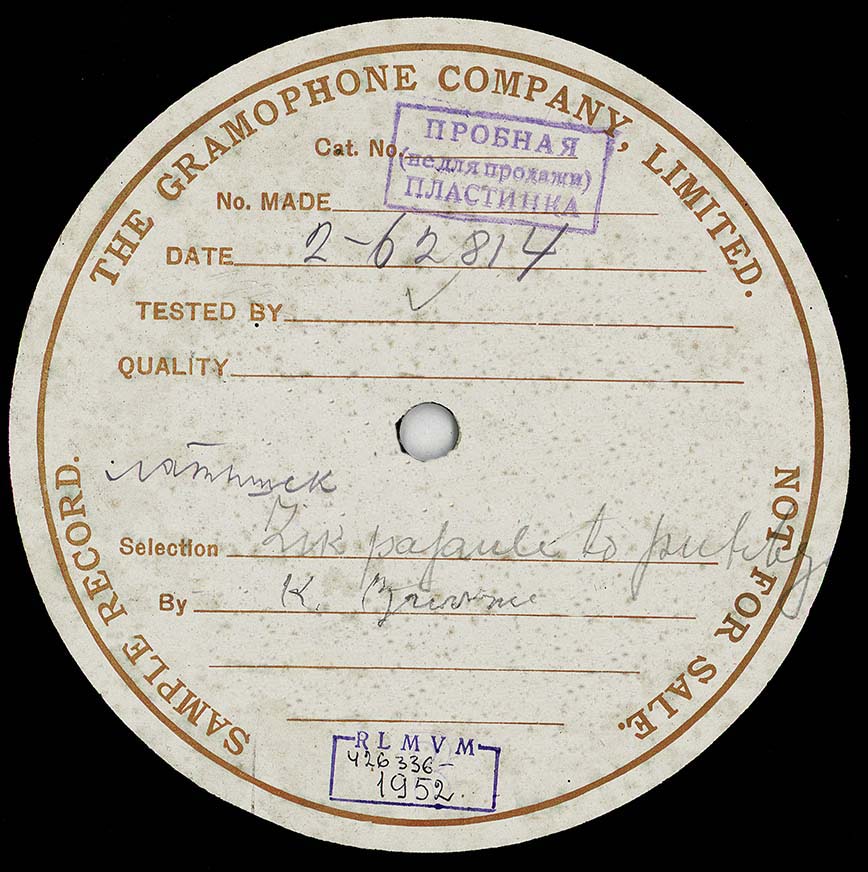 THE GRAMOPHONE COMPANY, LIMITED.
Cat. No.
ПРОБНАЯ
(не для продажи)
ПЛАСТИНКА
No. MADE
DATE 2-62814
TESTED BY
QUALITY
латышск
Selection
By K.
SAMPLE RECORD.
NOT FOR SALE.
RLMVM
426336-
1952.